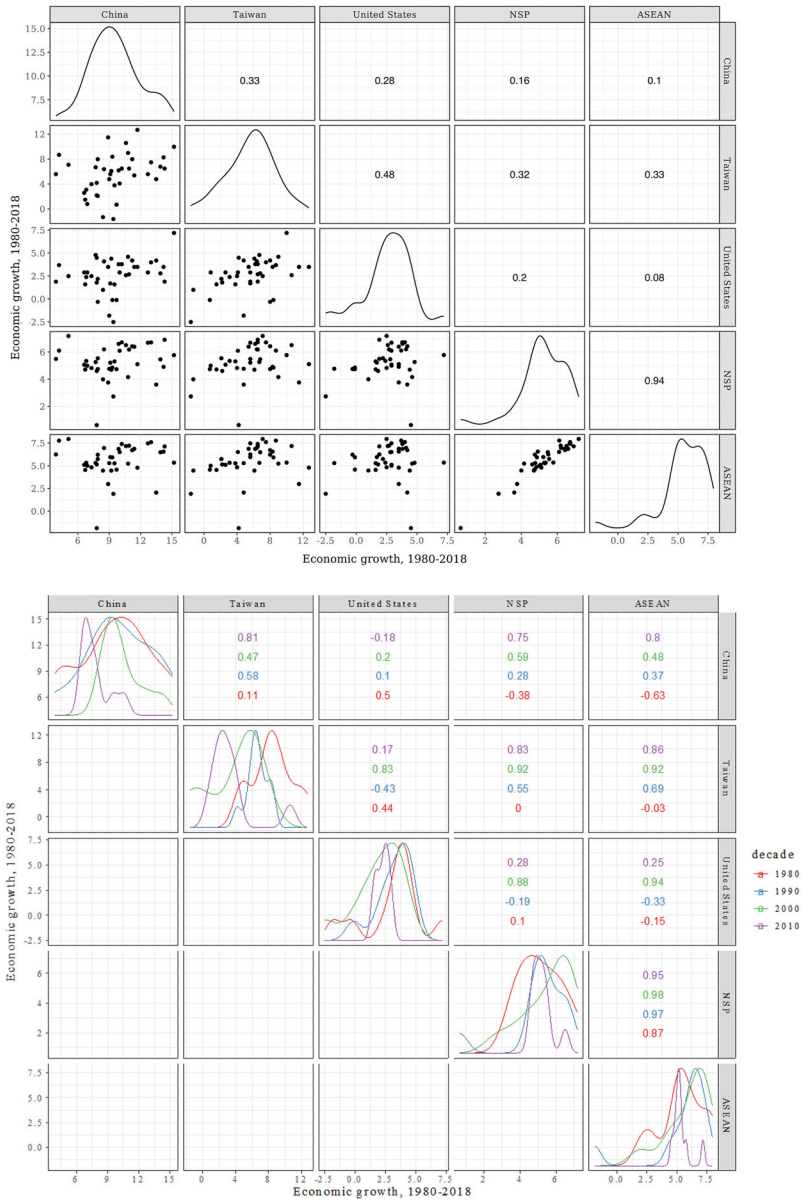 China Taiwan United States NSP ASEAN
15.0
12.5
10.0
7.5
0.33 0.28 0.16 0.1
China
12
8
4
0
0.48 0.32 0.33
Taiwan
7.5
5.0
2.5
0.0
-2.5
0.2 0.08
United States
6
4
2
0.94
NSP
7.5
5.0
2.5
0.0
ASEAN
Economic growth, 1980-2018
6 9 12 15 0 4 8 12 -2.5 0.0 2.5 5.0 7.5 2 4 6 0.0 2.5 5.0 7.5
Economic growth, 1980-2018
China Taiwan United States NSP ASEAN
15
12
9
6
0.81 -0.18 0.75 0.8
0.47 0.2 0.59 0.48
0.58 0.1 0.28 0.37
0.11 0.5 -0.38 -0.63
China
12
8
4
0
0.17 0.83 0.86
0.83 0.92 0.92
-0.43 0.55 0.69
0.44 0 -0.03
Taiwan
7.5
5.0
2.5
0.0
-2.5
0.28 0.25
0.88 0.94
-0.19 -0.33
0.1 -0.15
United States
6
4
2
0.95
0.98
0.97
0.87
NSP
7.5
5.0
2.5
0.0
ASEAN
Economic growth, 1980-2018
6 9 12 15 0 4 8 12 -2.5 0.0 2.5 5.0 7.5 2 4 6 0.0 2.5 5.0 7.5
Economic growth, 1980-2018
decade
1980
1990
2000
2010